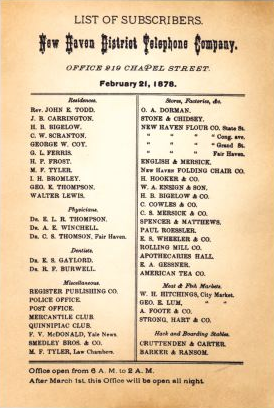 LIST OF SUBSCRIBERS.
New Haven District Telephone Company.
OFFICE 219 CHAPEL STREET.
February 21, 1878.
Residences.
Rev. JOHN E. TODD.
J. B. CARRINGTON.
H. B. BIGELOW.
C. W. SCRANTON.
GEORGE W. COY.
G. L. FERRIS.
H. P. FROST.
M. F. TYLER.
I. H. BROMLEY.
GEO. E. THOMPSON.
WALTER LEWIS.
Physicians.
Dr. E. L. R. THOMPSON.
Dr. A. E. WINCHELL.
Dr. C. S. THOMSON, Fair Haven.
Dentists.
Dr. E. S. GAYLORD.
Dr. R. F. BURWELL.
Miscellaneous.
REGISTER PUBLISHING CO.
POLICE OFFICE.
POST OFFICE.
MERCANTILE CLUB.
QUINNIPIAC CLUB.
F. V. McDONALD, Yale News.
SMEDLEY BROS. & CO.
M. F. TYLER, Law Chambers.
Stores, Factories, &c.
O. A. DORMAN.
STONE & CHIDSEY.
NEW HAVEN FLOUR CO. State St.
" " " " Cong. ave.
" " " " Grand St.
" " " Fair Haven.
ENGLISH & MERSICK.
New Haven FOLDING CHAIR CO.
H. HOOKER & CO.
W. A. ENSIGN & SON.
H. B. BIGELOW & CO.
C. COWLES & CO.
C. S. MERSICK & CO.
SPENCER & MATTHEWS.
PAUL ROESSLER.
E. S. WHEELER & CO.
ROLLING MILL CO.
APOTHECARIES HALL.
E. A. GESSNER.
AMERICAN TEA CO.
Meat & Fish Markets.
W. H. HITCHINGS, City Market.
GEO. E. LUM, " "
A. FOOTE & CO.
STRONG, HART & CO.
Hack and Boarding Stables.
CRUTTENDEN & CARTER.
BARKER & RANSOM.
Office open from 6 A. M. to 2 A. M.
After March 1st, this Office will be open all night.